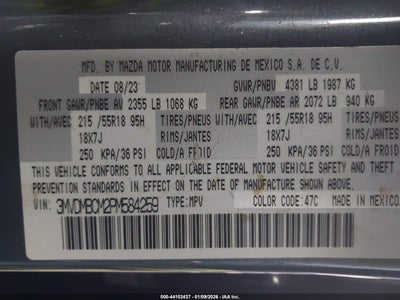 MFD. BY MAZDA MOTOR MANUFACTURING DE MEXICO S.A. DE C.V.
DATE 08/23 GVWR/PNBV 4381 LB 1987 KG
FRONT GAWR/PNBE AV 2355 LB 1068 KG REAR GAWR/PNBE AR 2072 LB 940 KG
WITH/AVEC 215 /55R18 95H TIRES/PNEUS WITH/AVEC 215 /55R18 95H TIRES/PNEUS
18X7J RIMS/JANTES 18X7J RIMS/JANTES
250 KPA/36 PSI COLD/A FROID 250 KPA/36 PSI COLD/A FROID
THIS VEHICLE CONFORMS TO ALL APPLICABLE FEDERAL MOTOR VEHICLE SAFETY AND THEFT
PREVENTION STANDARDS IN EFFECT ON THE DATE OF MANUFACTURE SHOWN ABOVE.
VIN: 3MVDMBCM2PM584259 TYPE:MPV COLOR CODE: 47C MADE IN MEXICO
000-44102437 - 01/09/2026 - IAAI.com